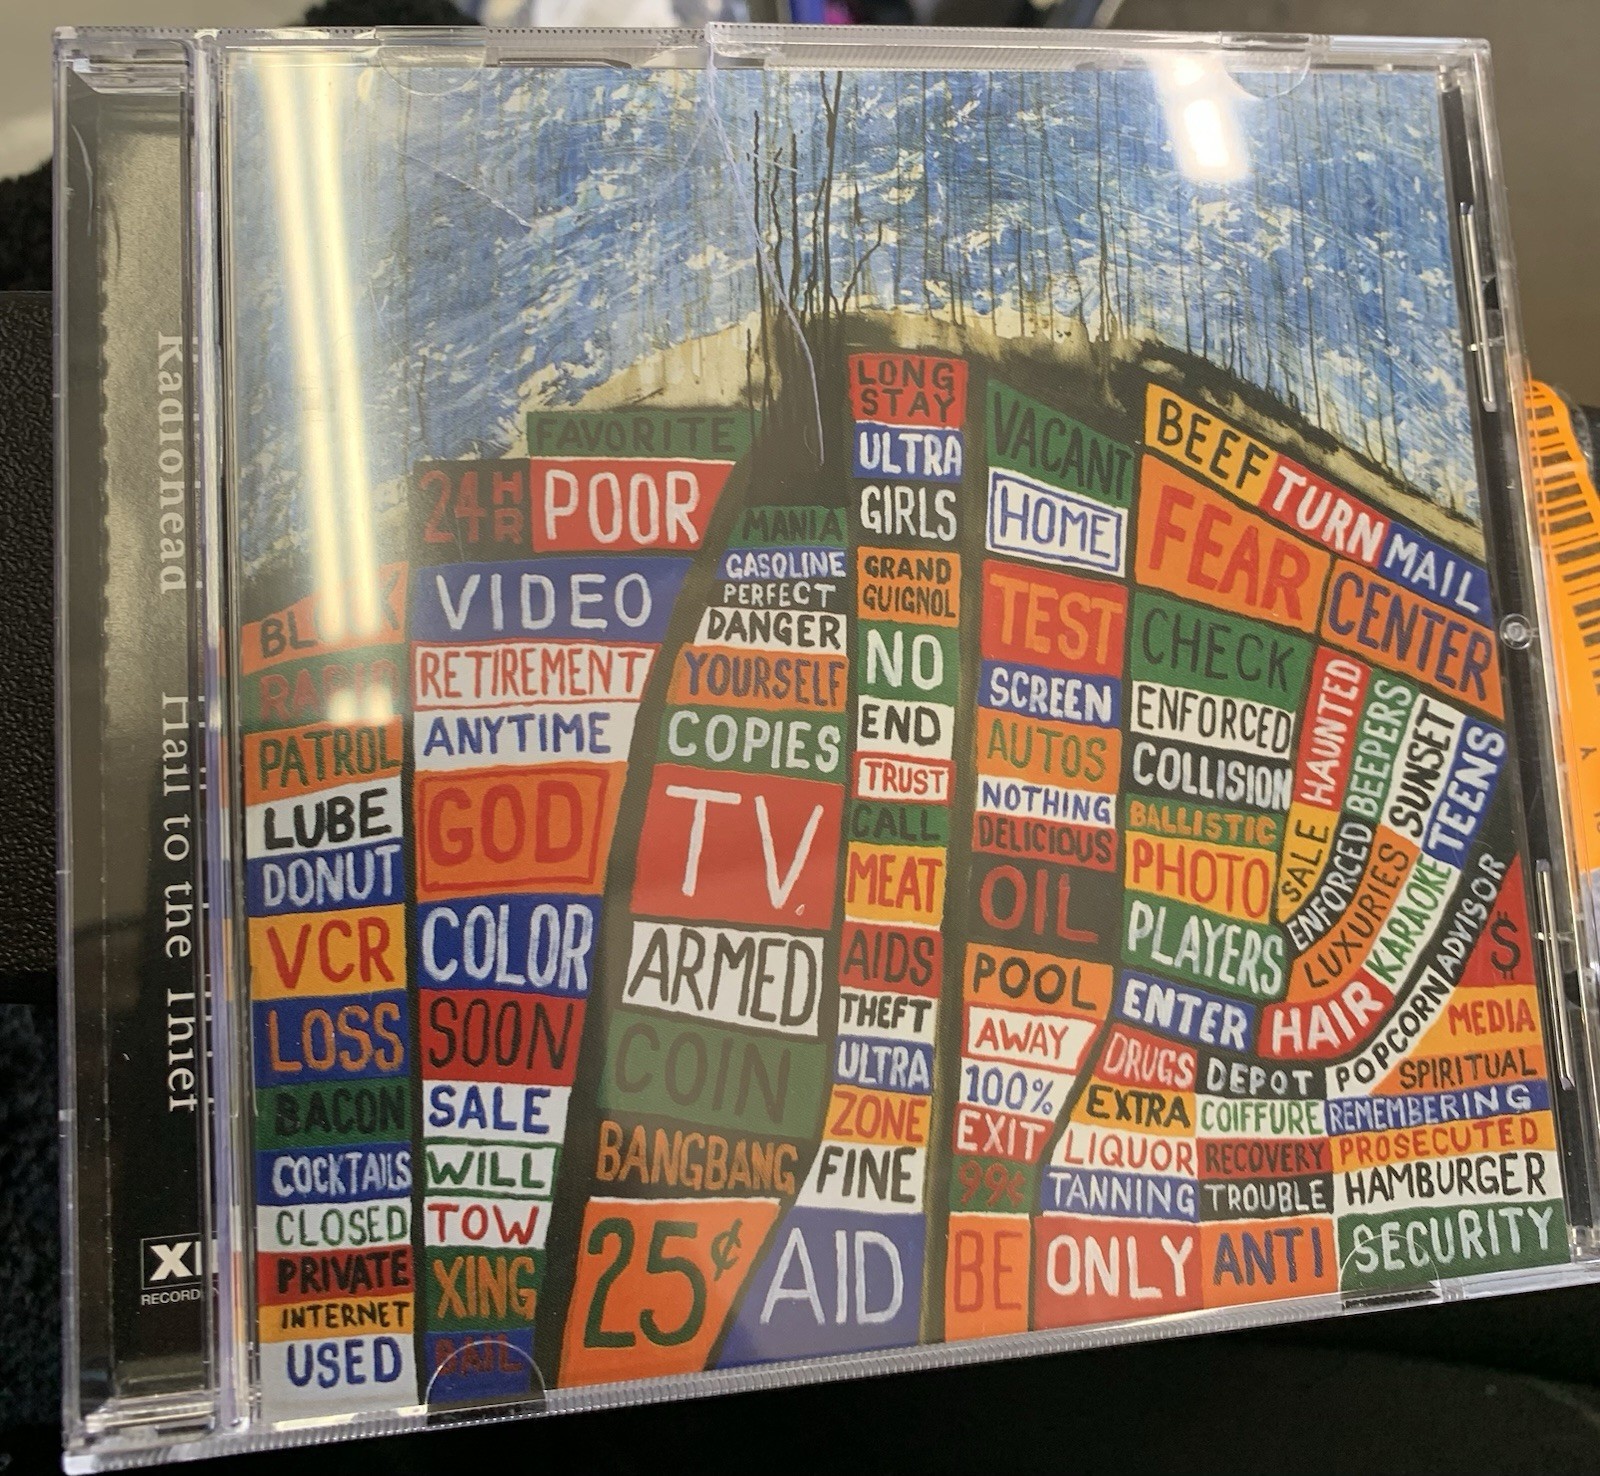 Radiohead Hail to the Thief
XL
RECORDIN
BLOCK
RADIO
PATROL
LUBE
DONUT
VCR
LOSS
BACON
COCKTAILS
CLOSED
PRIVATE
INTERNET
USED
FAVORITE
24 HR
POOR
VIDEO
RETIREMENT
ANYTIME
GOD
COLOR
SOON
SALE
WILL
TOW
XING
BAIL
MANIA
GASOLINE
PERFECT
DANGER
YOURSELF
COPIES
TV.
ARMED
COIN
BANGBANG
25¢
LONG
STAY
ULTRA
GIRLS
GRAND
GUIGNOL
NO
END
TRUST
CALL
MEAT
AIDS
THEFT
ULTRA
ZONE
FINE
AID
VACANT
HOME
TEST
SCREEN
AUTOS
NOTHING
DELICIOUS
OIL
POOL
AWAY
100%
EXIT
99¢
BE
BEEF TURN MAIL
FEAR CENTER
CHECK
ENFORCED
COLLISION
BALLISTIC
PHOTO
PLAYERS
ENTER
SALE HAUNTED
ENFORCED BEEPERS
LUXURIES SUNSET
HAIR KARAOKE TEENS
POPCORN ADVISOR
$
MEDIA
SPIRITUAL
DRUGS DEPOT
EXTRA COIFFURE REMEMBERING
LIQUOR RECOVERY PROSECUTED
TANNING TROUBLE HAMBURGER
ONLY ANTI SECURITY